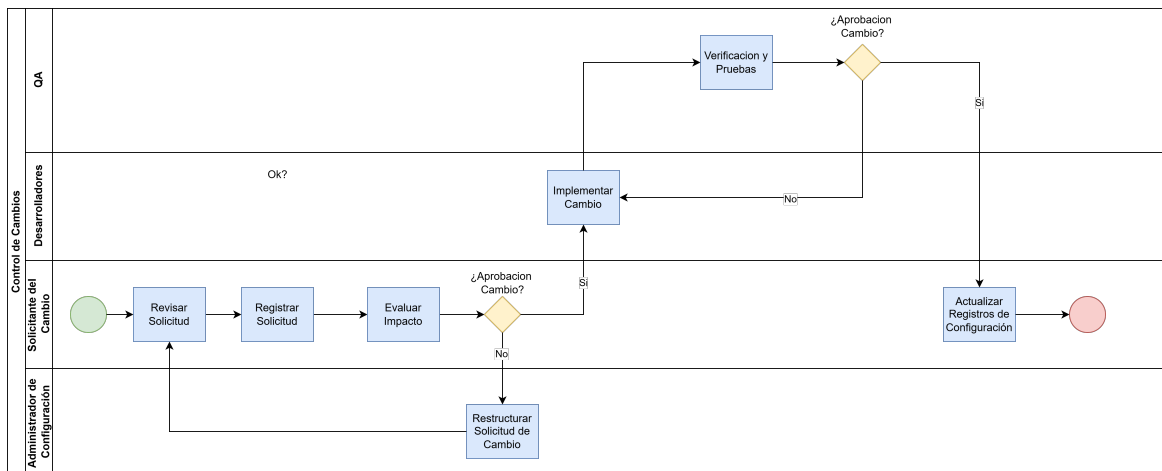 Control de Cambios
QA
¿Aprobacion
Cambio?
Verificacion y
Pruebas
Si
Desarrolladores
Ok?
Implementar
Cambio
No
Solicitante del
Cambio
¿Aprobacion
Cambio?
Si
Revisar
Solicitud
Registrar
Solicitud
Evaluar
Impacto
Actualizar
Registros de
Configuración
No
Administrador de
Configuración
Restructurar
Solicitud de
Cambio